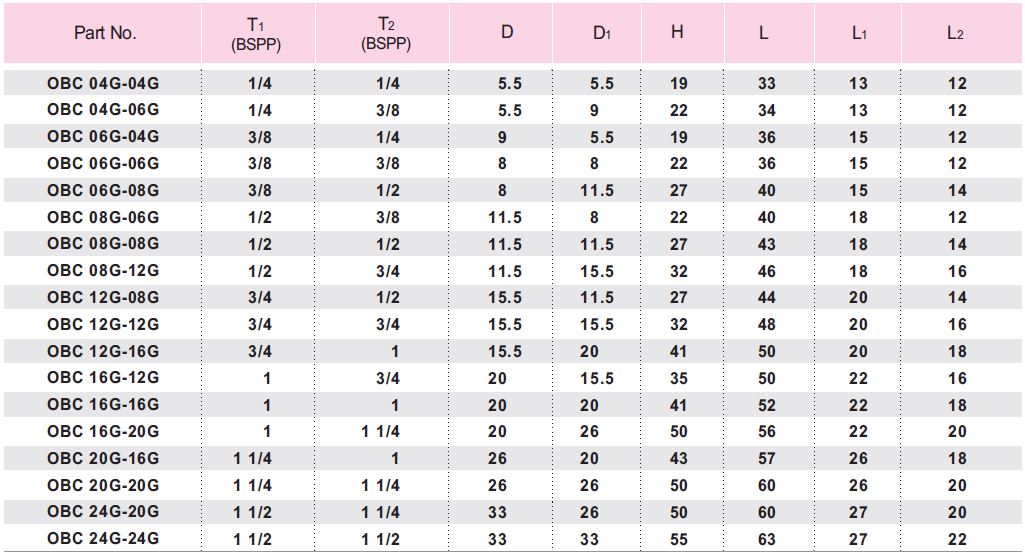 Part No. T1 (BSPP) T2 (BSPP) D D1 H L L1 L2
OBC 04G-04G 1/4 1/4 5.5 5.5 19 33 13 12
OBC 04G-06G 1/4 3/8 5.5 9 22 34 13 12
OBC 06G-04G 3/8 1/4 9 5.5 19 36 15 12
OBC 06G-06G 3/8 3/8 8 8 22 36 15 12
OBC 06G-08G 3/8 1/2 8 11.5 27 40 15 14
OBC 08G-06G 1/2 3/8 11.5 8 22 40 18 12
OBC 08G-08G 1/2 1/2 11.5 11.5 27 43 18 14
OBC 08G-12G 1/2 3/4 11.5 15.5 32 46 18 16
OBC 12G-08G 3/4 1/2 15.5 11.5 27 44 20 14
OBC 12G-12G 3/4 3/4 15.5 15.5 32 48 20 16
OBC 12G-16G 3/4 1 15.5 20 41 50 20 18
OBC 16G-12G 1 3/4 20 15.5 35 50 22 16
OBC 16G-16G 1 1 20 20 41 52 22 18
OBC 16G-20G 1 1 1/4 20 26 50 56 22 20
OBC 20G-16G 1 1/4 1 26 20 43 57 26 18
OBC 20G-20G 1 1/4 1 1/4 26 26 50 60 26 20
OBC 24G-20G 1 1/2 1 1/4 33 26 50 60 27 20
OBC 24G-24G 1 1/2 1 1/2 33 33 55 63 27 22